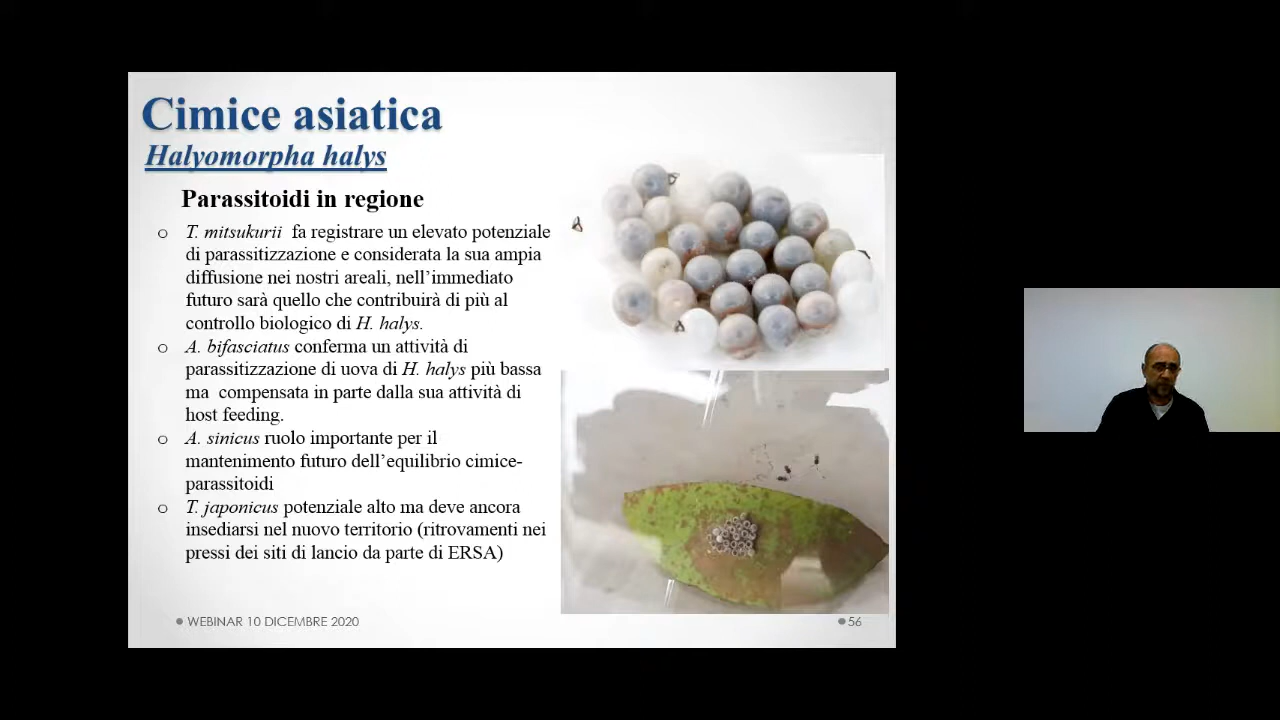 Cimice asiatica
Halyomorpha halys
Parassitoidi in regione
o T. mitsukurii fa registrare un elevato potenziale
di parassitizzazione e considerata la sua ampia
diffusione nei nostri areali, nell’immediato
futuro sarà quello che contribuirà di più al
controllo biologico di H. halys.
o A. bifasciatus conferma un attività di
parassitizzazione di uova di H. halys più bassa
ma compensata in parte dalla sua attività di
host feeding.
o A. sinicus ruolo importante per il
mantenimento futuro dell’equilibrio cimice-
parassitoidi
o T. japonicus potenziale alto ma deve ancora
insediarsi nel nuovo territorio (ritrovamenti nei
pressi dei siti di lancio da parte di ERSA)
● WEBINAR 10 DICEMBRE 2020
● 56